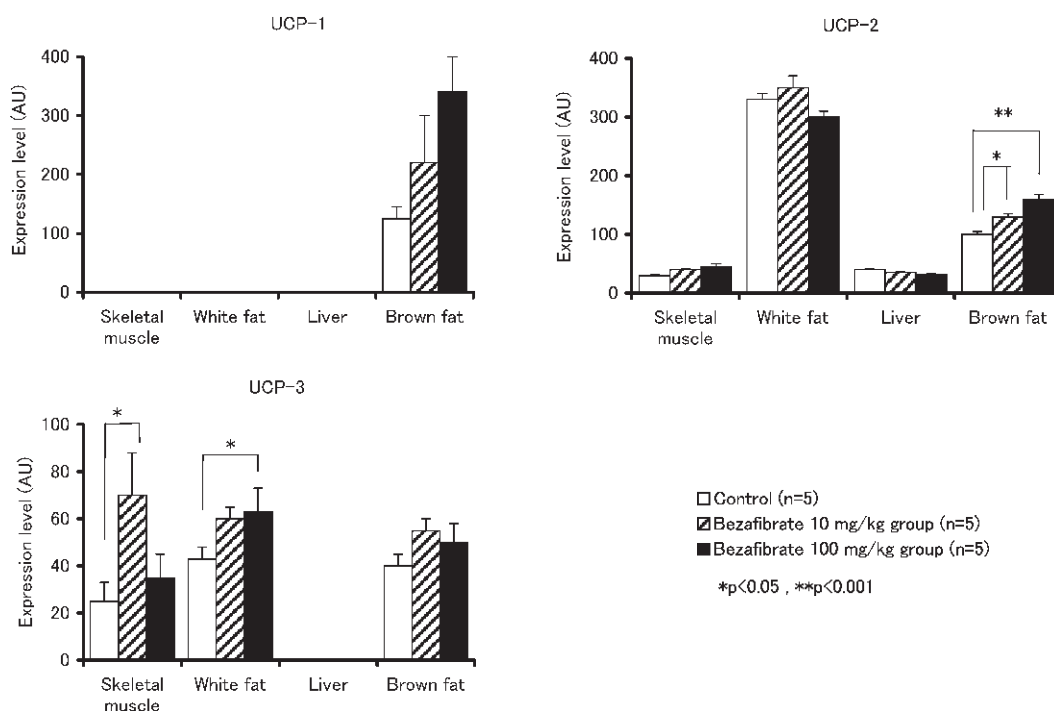 UCP-1
Expression level (AU)
400
300
200
100
0
Skeletal
muscle
White fat
Liver
Brown fat
UCP-2
Expression level (AU)
400
300
200
100
0
**
*
Skeletal
muscle
White fat
Liver
Brown fat
UCP-3
Expression level (AU)
100
80
60
40
20
0
*
*
Skeletal
muscle
White fat
Liver
Brown fat
Control (n=5)
Bezafibrate 10 mg/kg group (n=5)
Bezafibrate 100 mg/kg group (n=5)
*p<0.05 , **p<0.001